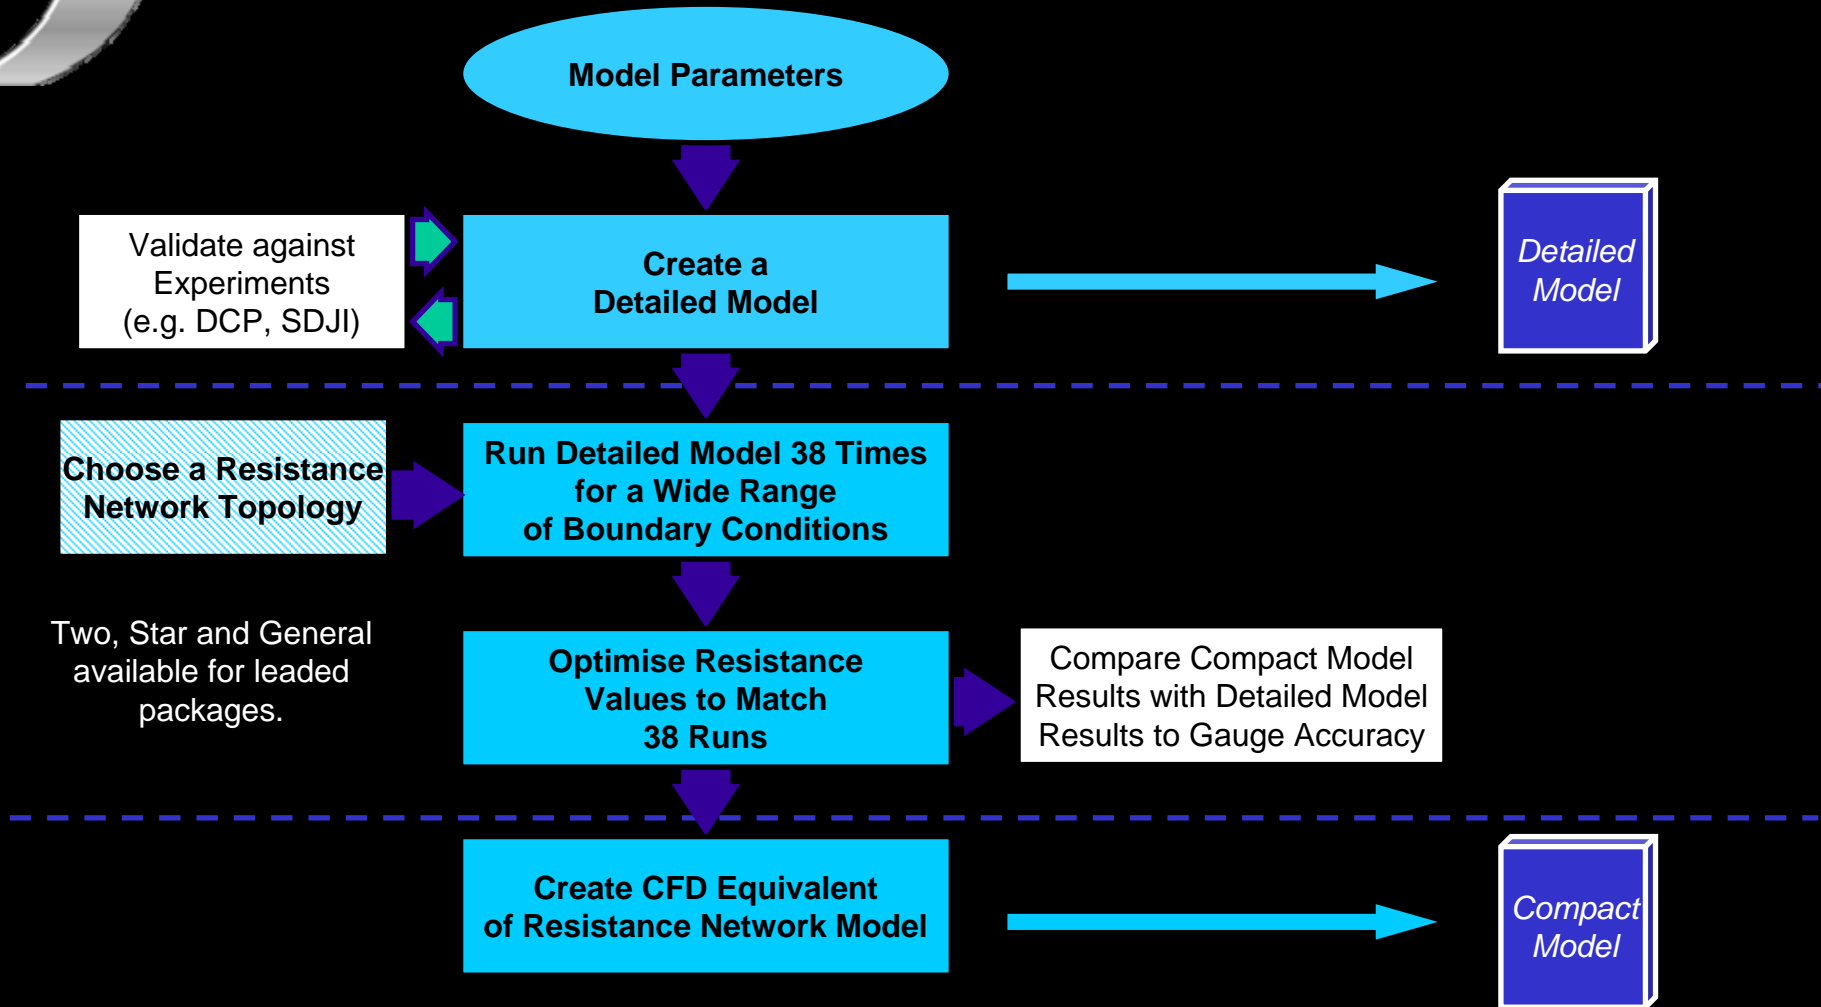 Model Parameters
Validate against
Experiments
(e.g. DCP, SDJI)
Create a
Detailed Model
Detailed
Model
Choose a Resistance
Network Topology
Run Detailed Model 38 Times
for a Wide Range
of Boundary Conditions
Two, Star and General
available for leaded
packages.
Optimise Resistance
Values to Match
38 Runs
Compare Compact Model
Results with Detailed Model
Results to Gauge Accuracy
Create CFD Equivalent
of Resistance Network Model
Compact
Model